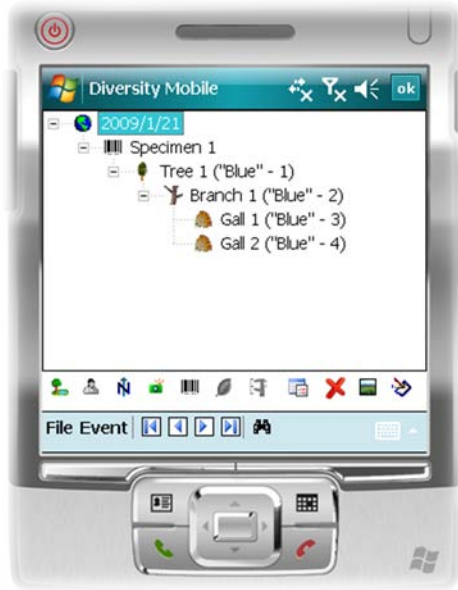 Diversity Mobile ok
2009/1/21
Specimen 1
Tree 1 ("Blue" - 1)
Branch 1 ("Blue" - 2)
Gall 1 ("Blue" - 3)
Gall 2 ("Blue" - 4)
File Event